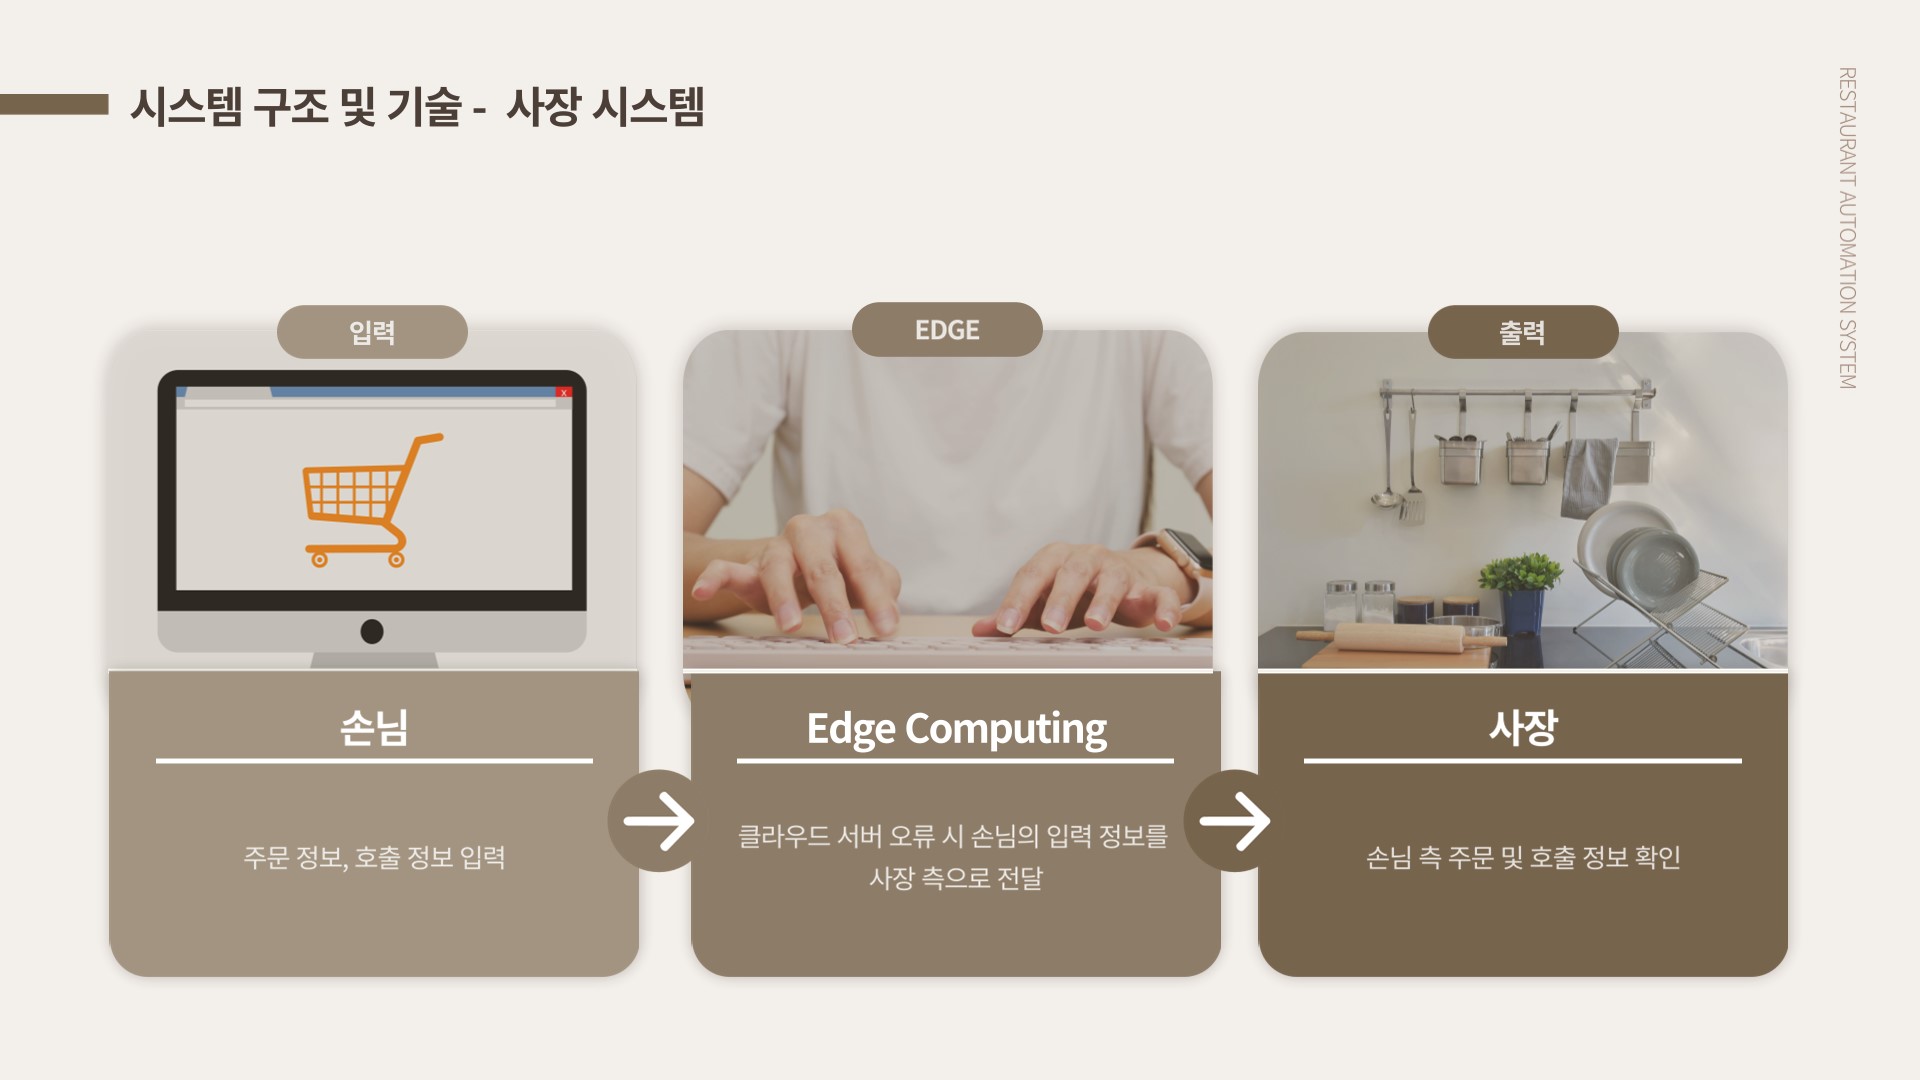 시스템 구조 및 기술 - 사장 시스템
RESTAURANT AUTOMATION SYSTEM
입력
EDGE
출력
x
손님
Edge Computing
사장
주문 정보, 호출 정보 입력
클라우드 서버 오류 시 손님의 입력 정보를
사장 측으로 전달
손님 측 주문 및 호출 정보 확인